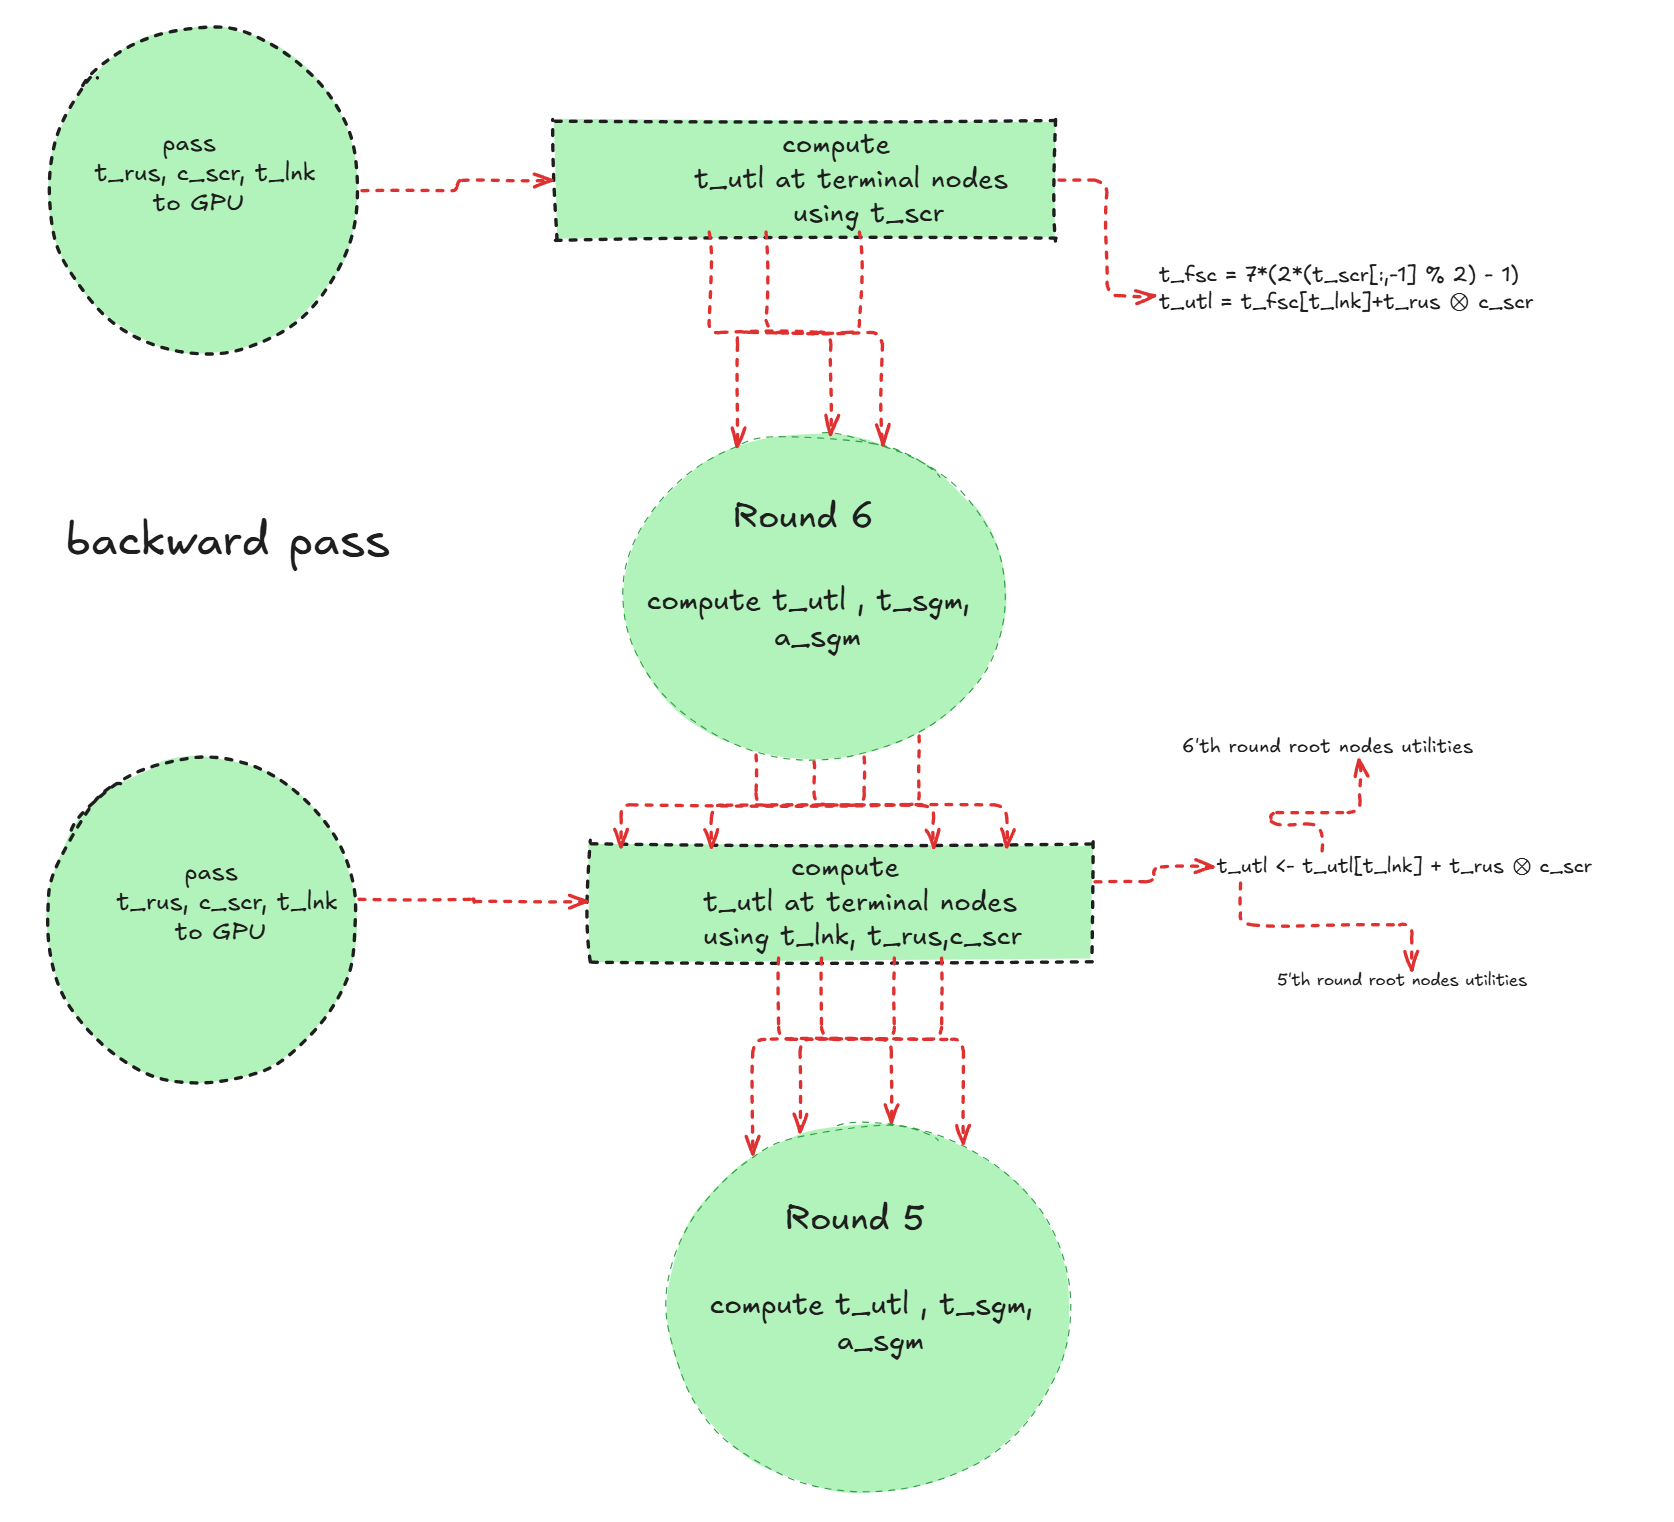 pass
t_rus, c_scr, t_lnk
to GPU
compute
t_utl at terminal nodes
using t_scr
t_fsc = 7*(2*(t_scr[:,-1] % 2) - 1)
t_utl = t_fsc[t_lnk]+t_rus ⊗ c_scr
backward pass
Round 6
compute t_utl , t_sgm,
a_sgm
6'th round root nodes utilities
pass
t_rus, c_scr, t_lnk
to GPU
compute
t_utl at terminal nodes
using t_lnk, t_rus,c_scr
t_utl <- t_utl[t_lnk] + t_rus ⊗ c_scr
5'th round root nodes utilities
Round 5
compute t_utl , t_sgm,
a_sgm